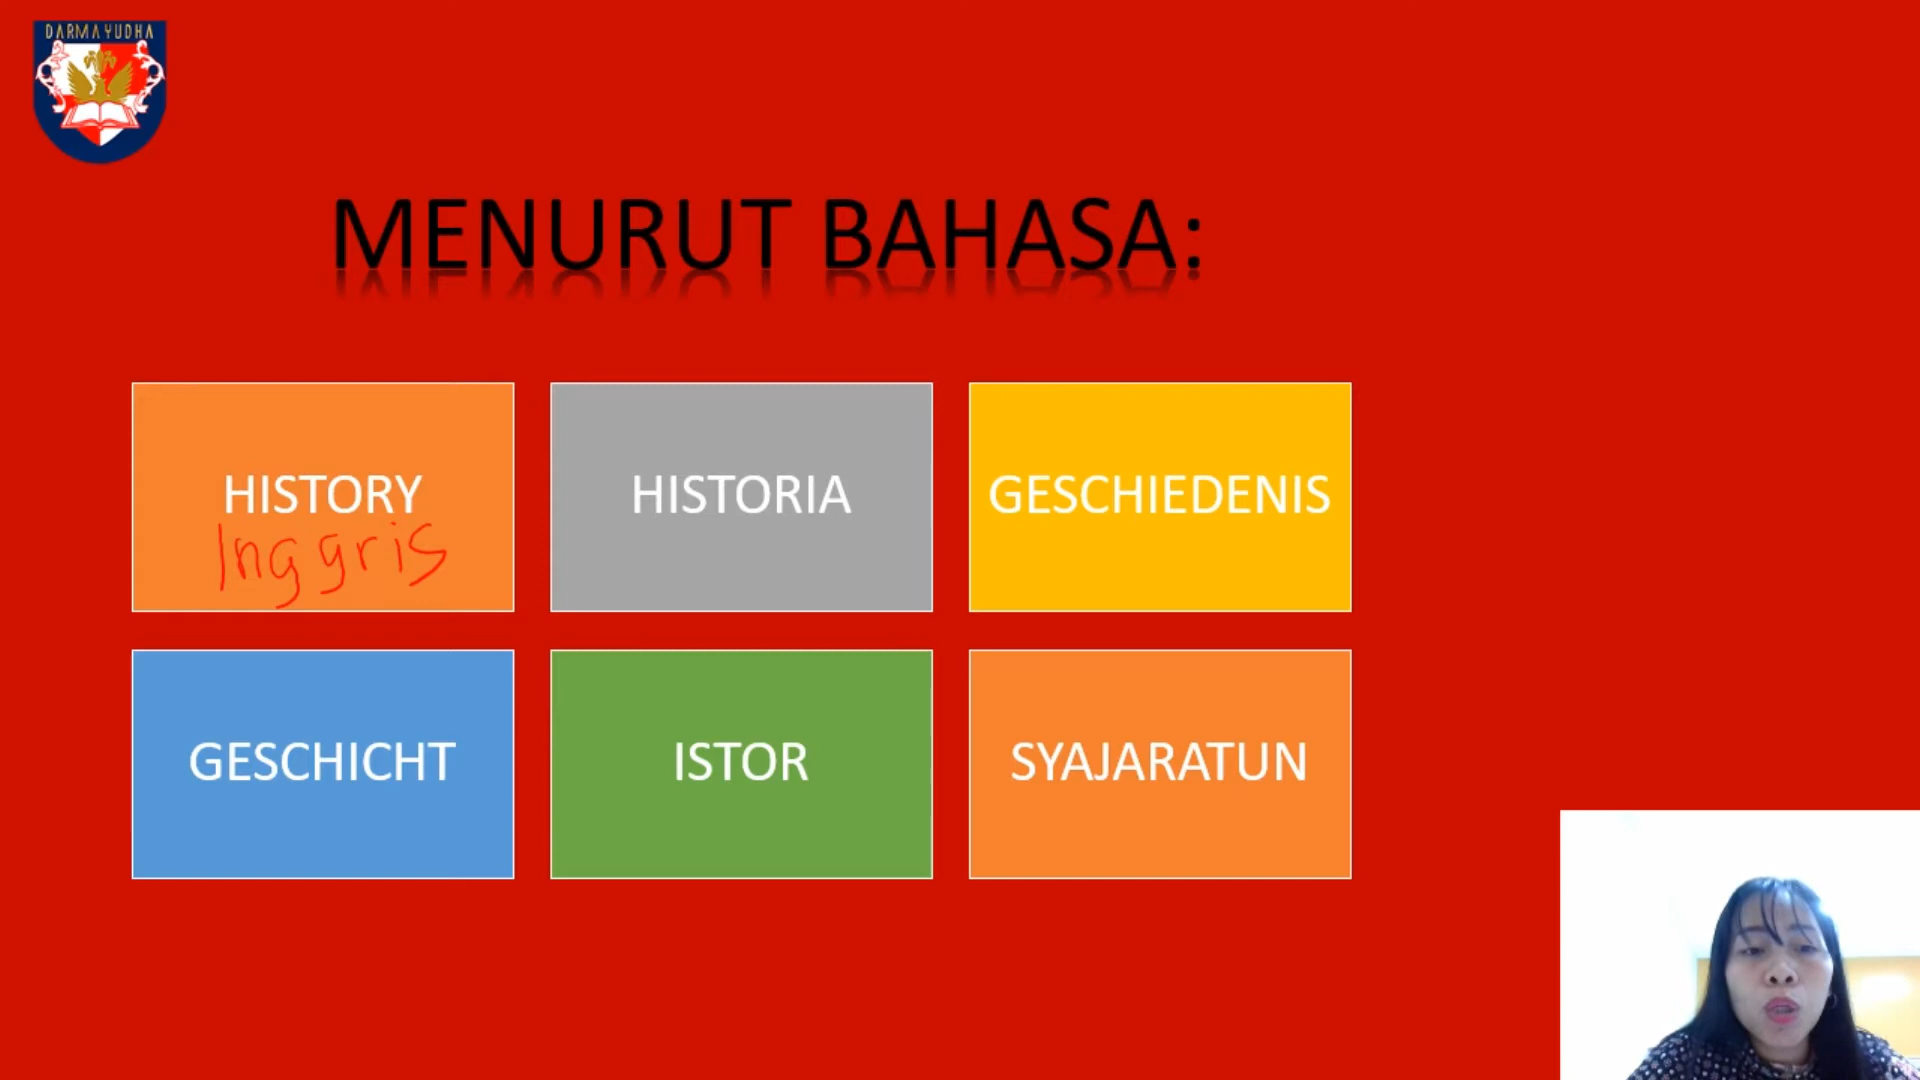 DARMA YUDHA
MENURUT BAHASA:
HISTORY
Inggris
HISTORIA
GESCHIEDENIS
GESCHICHT
ISTOR
SYAJARATUN